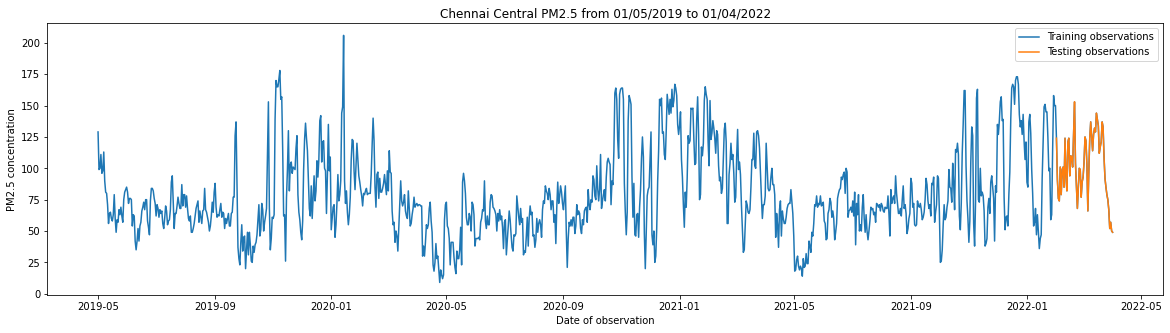 Chennai Central PM2.5 from 01/05/2019 to 01/04/2022
Training observations
Testing observations
PM2.5 concentration
200
175
150
125
100
75
50
25
0
2019-05 2019-09 2020-01 2020-05 2020-09 2021-01 2021-05 2021-09 2022-01 2022-05
Date of observation